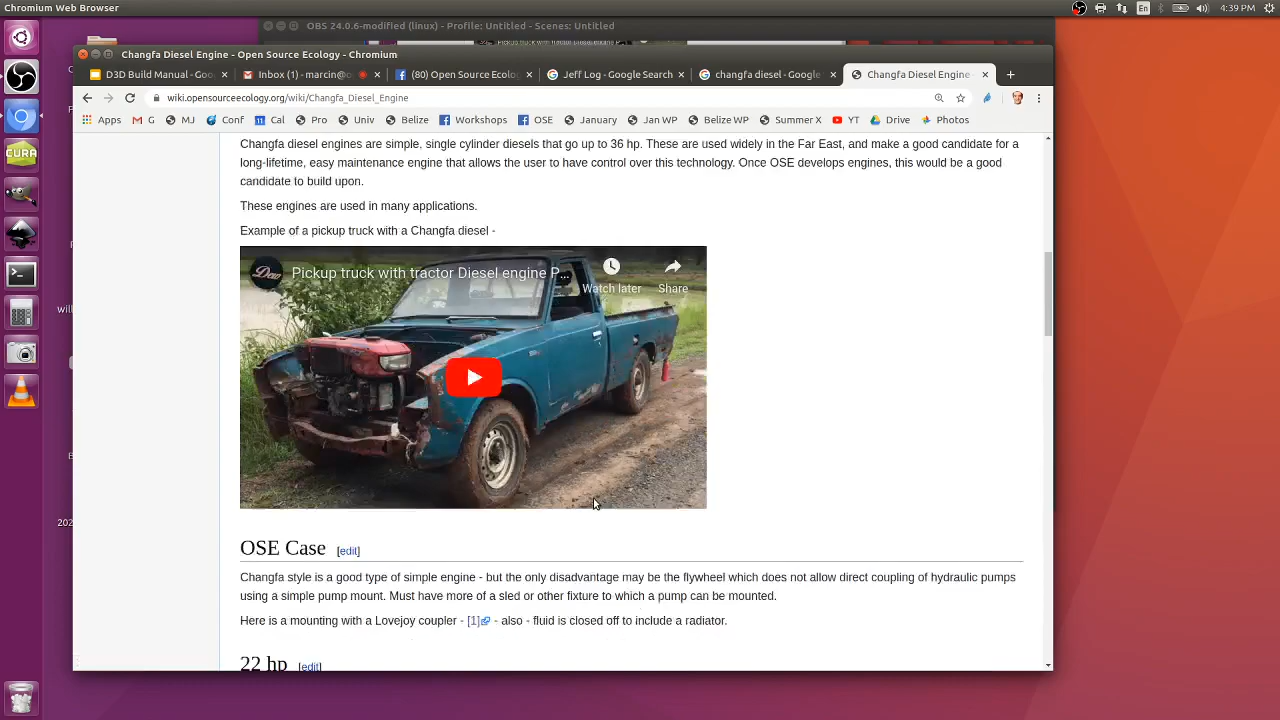 Chromium Web Browser
En
4:39 PM
OBS 24.0.6-modified (linux) - Profile: Untitled - Scenes: Untitled
Changfa Diesel Engine - Open Source Ecology - Chromium
D3D Build Manual - Goo
Inbox (1) - marcin@o
(80) Open Source Ecolo
Jeff Log - Google Search
changfa diesel - Google
Changfa Diesel Engine -
wiki.opensourceecology.org/wiki/Changfa_Diesel_Engine
Apps
G
MJ
Conf
Cal
Pro
Univ
Belize
Workshops
OSE
January
Jan WP
Belize WP
Summer X
YT
Drive
Photos
Changfa diesel engines are simple, single cylinder diesels that go up to 36 hp. These are used widely in the Far East, and make a good candidate for a
long-lifetime, easy maintenance engine that allows the user to have control over this technology. Once OSE develops engines, this would be a good
candidate to build upon.
These engines are used in many applications.
Example of a pickup truck with a Changfa diesel -
Dew
Pickup truck with tractor Diesel engine P...
Watch later
Share
CURA
will
202
OSE Case [edit]
Changfa style is a good type of simple engine - but the only disadvantage may be the flywheel which does not allow direct coupling of hydraulic pumps
using a simple pump mount. Must have more of a sled or other fixture to which a pump can be mounted.
Here is a mounting with a Lovejoy coupler - [1] - also - fluid is closed off to include a radiator.
22 hp [edit]